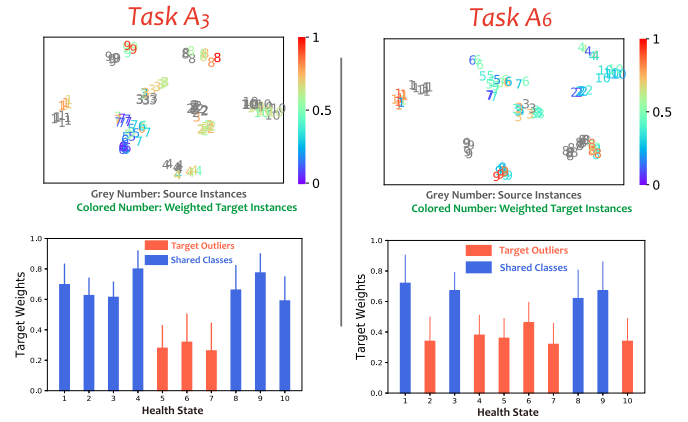 Task A3
Task A6
1
0.5
0
1
0.5
0
Grey Number: Source Instances
Colored Number: Weighted Target Instances
Grey Number: Source Instances
Colored Number: Weighted Target Instances
Target Weights
1.0
0.8
0.6
0.4
0.2
0.0
Target Outliers
Shared Classes
1 2 3 4 5 6 7 8 9 10
Health State
Target Weights
1.0
0.8
0.6
0.4
0.2
0.0
Target Outliers
Shared Classes
1 2 3 4 5 6 7 8 9 10
Health State